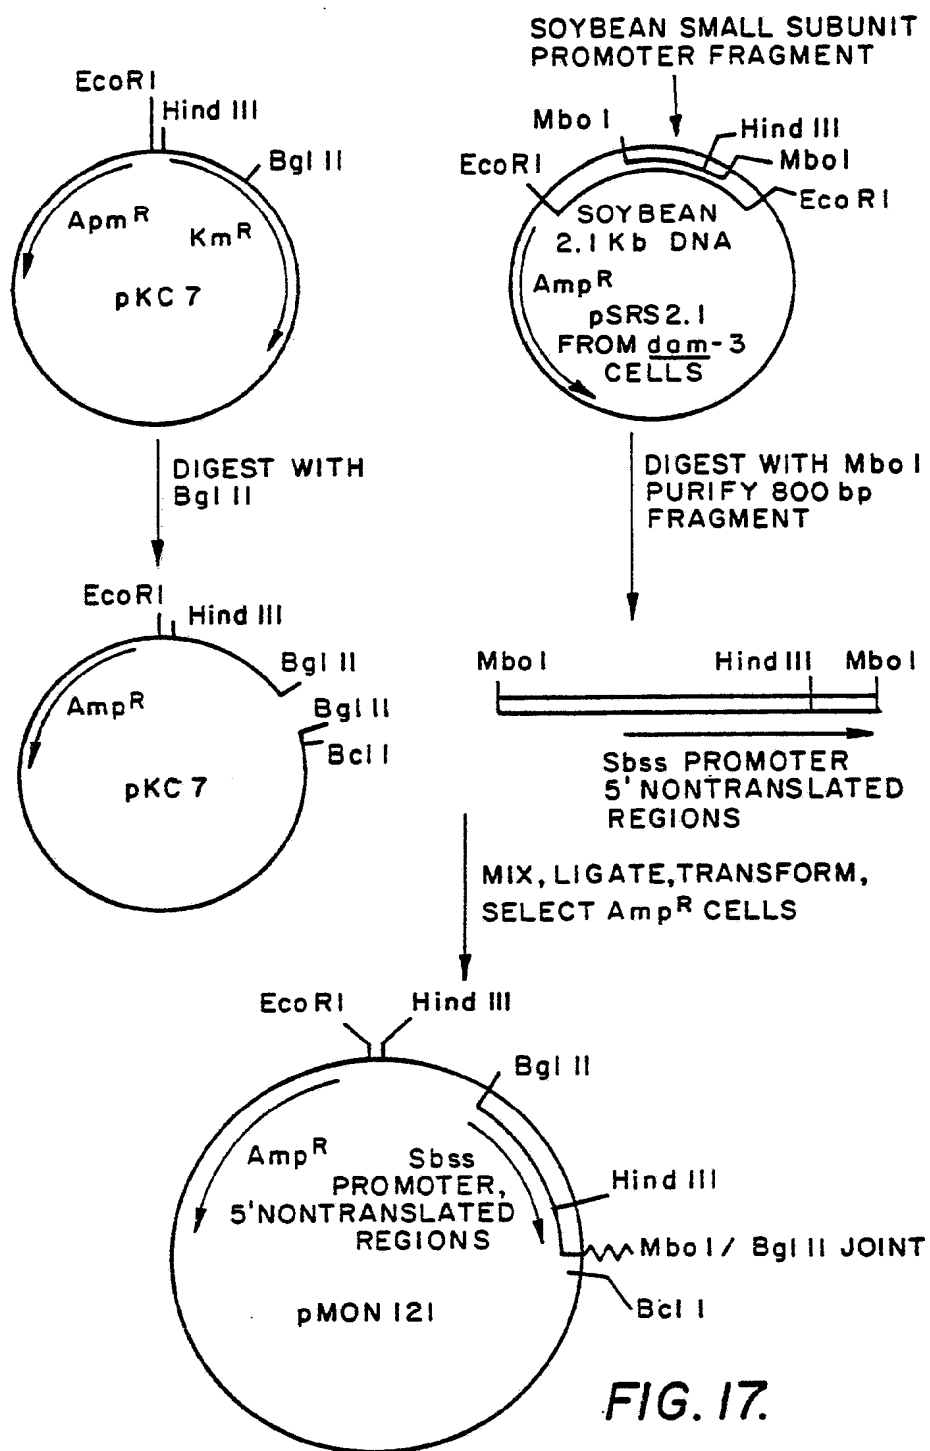 SOYBEAN SMALL SUBUNIT
PROMOTER FRAGMENT
EcoRI
Hind III
Bgl II
Apm R
Km R
pKC 7
Mbo I
Hind III
Mbo I
EcoRI
EcoRI
SOYBEAN
2.1 Kb DNA
Amp R
pSRS 2.1
FROM dam-3
CELLS
DIGEST WITH
Bgl II
DIGEST WITH Mbo I
PURIFY 800 bp
FRAGMENT
EcoRI
Hind III
Bgl II
Bgl II
Bcl I
Amp R
pKC 7
Mbo I
Hind III
Mbo I
Sbss PROMOTER
5' NONTRANSLATED
REGIONS
MIX, LIGATE, TRANSFORM,
SELECT Amp R CELLS
EcoRI
Hind III
Bgl II
Amp R
Sbss
PROMOTER,
5' NONTRANSLATED
REGIONS
Hind III
Mbo I / Bgl II JOINT
Bcl I
pMON 121
FIG. 17.